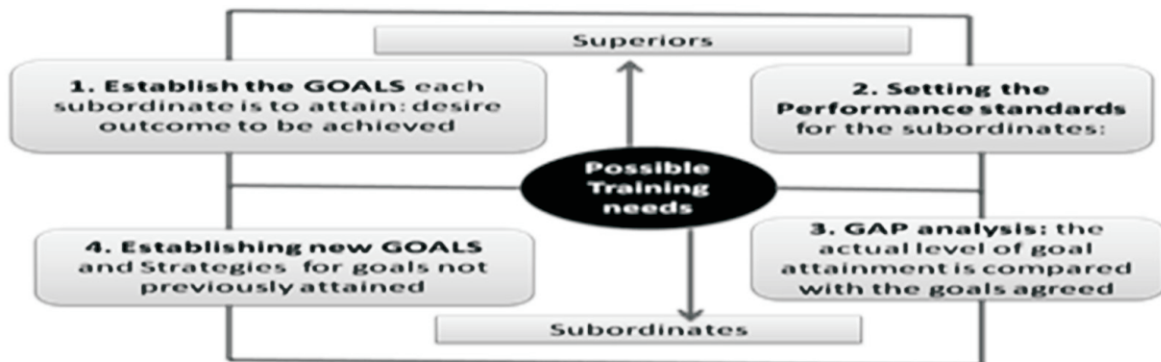 Superiors
1. Establish the GOALS each
subordinate is to attain: desire
outcome to be achieved
2. Setting the
Performance standards
for the subordinates:
Possible
Training
needs
4. Establishing new GOALS
and Strategies for goals not
previously attained
3. GAP analysis: the
actual level of goal
attainment is compared
with the goals agreed
Subordinates